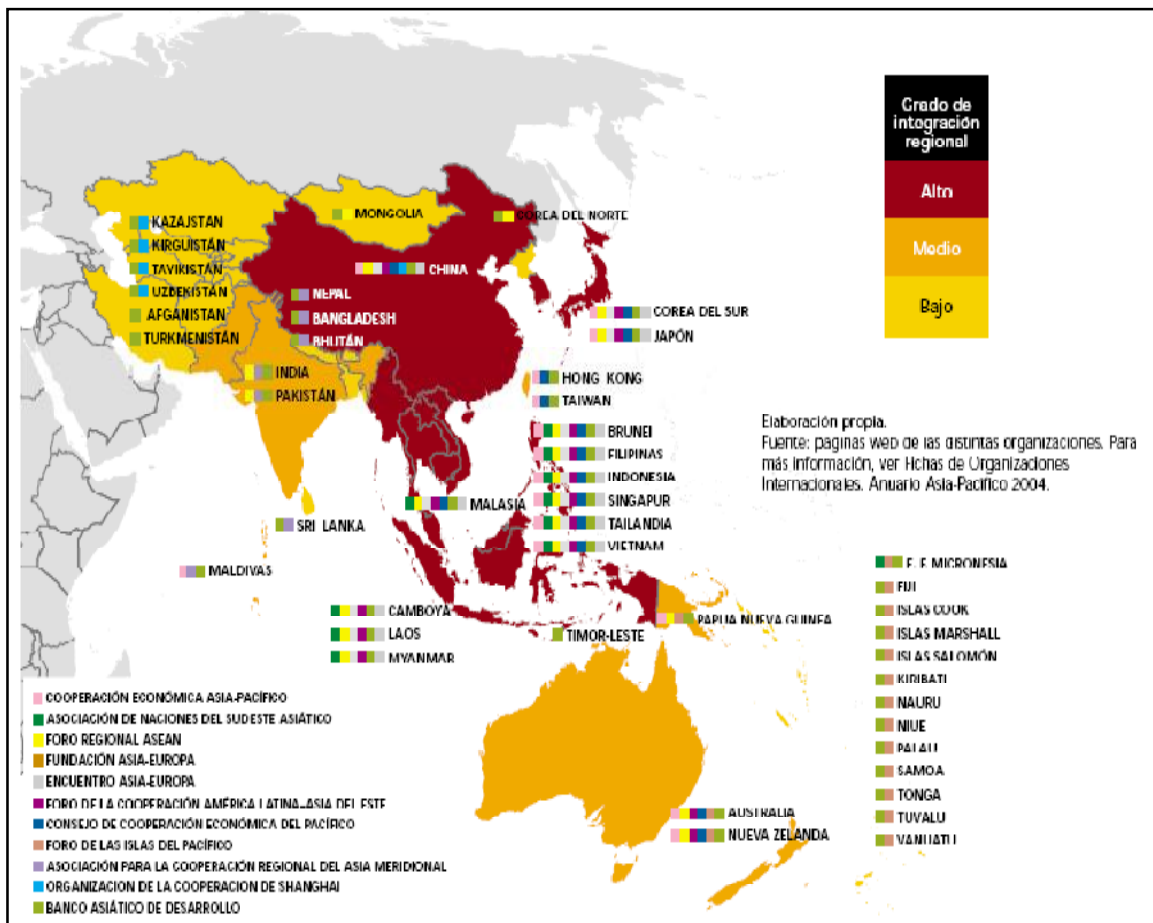 Grado de
integración
regional
Alto
Medio
Bajo
KAZAJSTÁN
KIRGUISTÁN
TAYIKISTÁN
UZBEKISTÁN
AFGANISTÁN
TURKMENISTÁN
MONGOLIA
COREA DEL NORTE
CHINA
NEPAL
BANGLADESH
BHUTÁN
INDIA
PAKISTÁN
COREA DEL SUR
JAPÓN
HONG KONG
TAIWAN
BRUNEI
FILIPINAS
INDONESIA
SINGAPUR
TAILANDIA
VIETNAM
MALASIA
SRI LANKA
MALDIVAS
CAMBOYA
LAOS
MYANMAR
TIMOR-LESTE
PAPUA NUEVA GUINEA
AUSTRALIA
NUEVA ZELANDA
Elaboración propia.
Fuente: páginas web de las distintas organizaciones. Para
más información, ver Fichas de Organizaciones
Internacionales. Anuario Asia-Pacífico 2004.
E. F. MICRONESIA
FIJI
ISLAS COOK
ISLAS MARSHALL
ISLAS SALOMÓN
KIRIBATI
NAURU
NIUE
PALAU
SAMOA
TONGA
TUVALU
VANUATU
COOPERACIÓN ECONÓMICA ASIA-PACÍFICO
ASOCIACIÓN DE NACIONES DEL SUDESTE ASIÁTICO
FORO REGIONAL ASEAN
FUNDACIÓN ASIA-EUROPA
ENCUENTRO ASIA-EUROPA
FORO DE LA COOPERACIÓN AMÉRICA LATINA-ASIA DEL ESTE
CONSEJO DE COOPERACIÓN ECONÓMICA DEL PACÍFICO
FORO DE LAS ISLAS DEL PACÍFICO
ASOCIACIÓN PARA LA COOPERACIÓN REGIONAL DEL ASIA MERIDIONAL
ORGANIZACION DE LA COOPERACION DE SHANGHAI
BANCO ASIÁTICO DE DESARROLLO